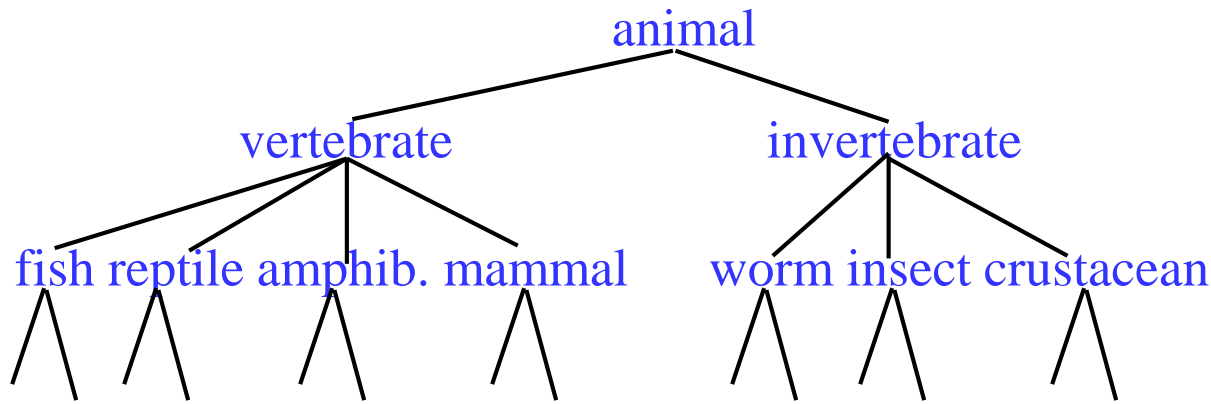 animal
vertebrate invertebrate
fish reptile amphib. mammal worm insect crustacean